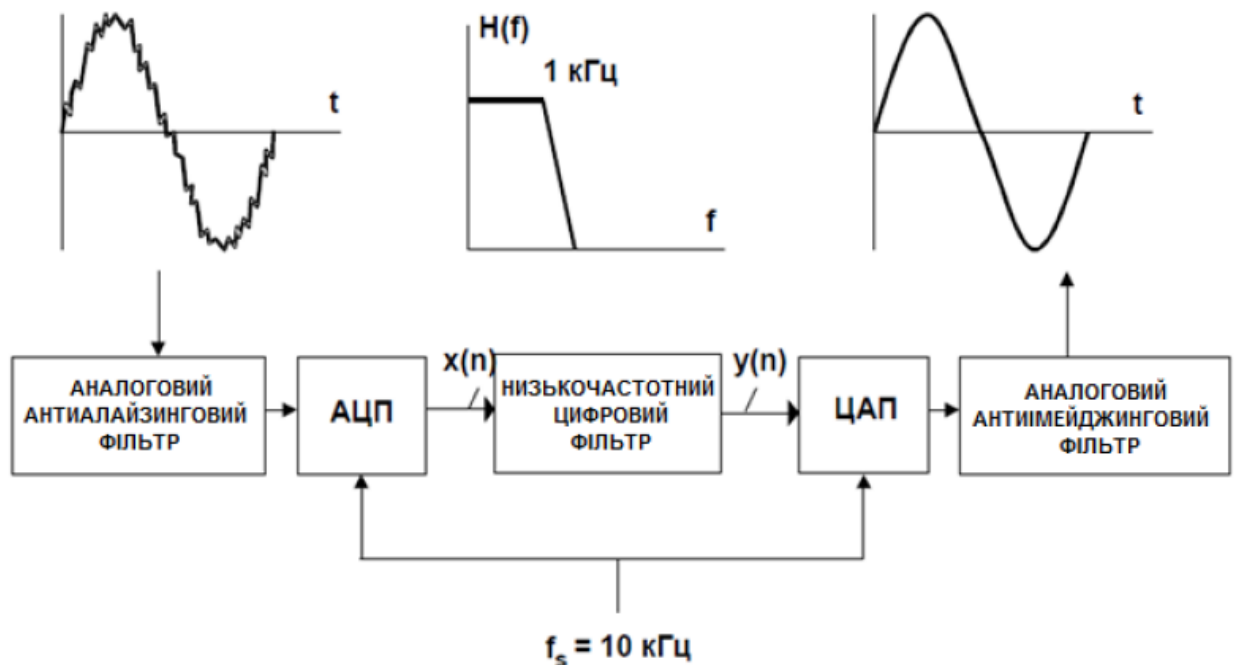 H(f)
1 кГц
t
f
t
АНАЛОГОВИЙ
АНТИАЛАЙЗИНГОВИЙ
ФІЛЬТР
АЦП
x(n)
НИЗЬКОЧАСТОТНИЙ
ЦИФРОВИЙ
ФІЛЬТР
y(n)
ЦАП
АНАЛОГОВИЙ
АНТИІМЕЙДЖИНГОВИЙ
ФІЛЬТР
fs = 10 кГц